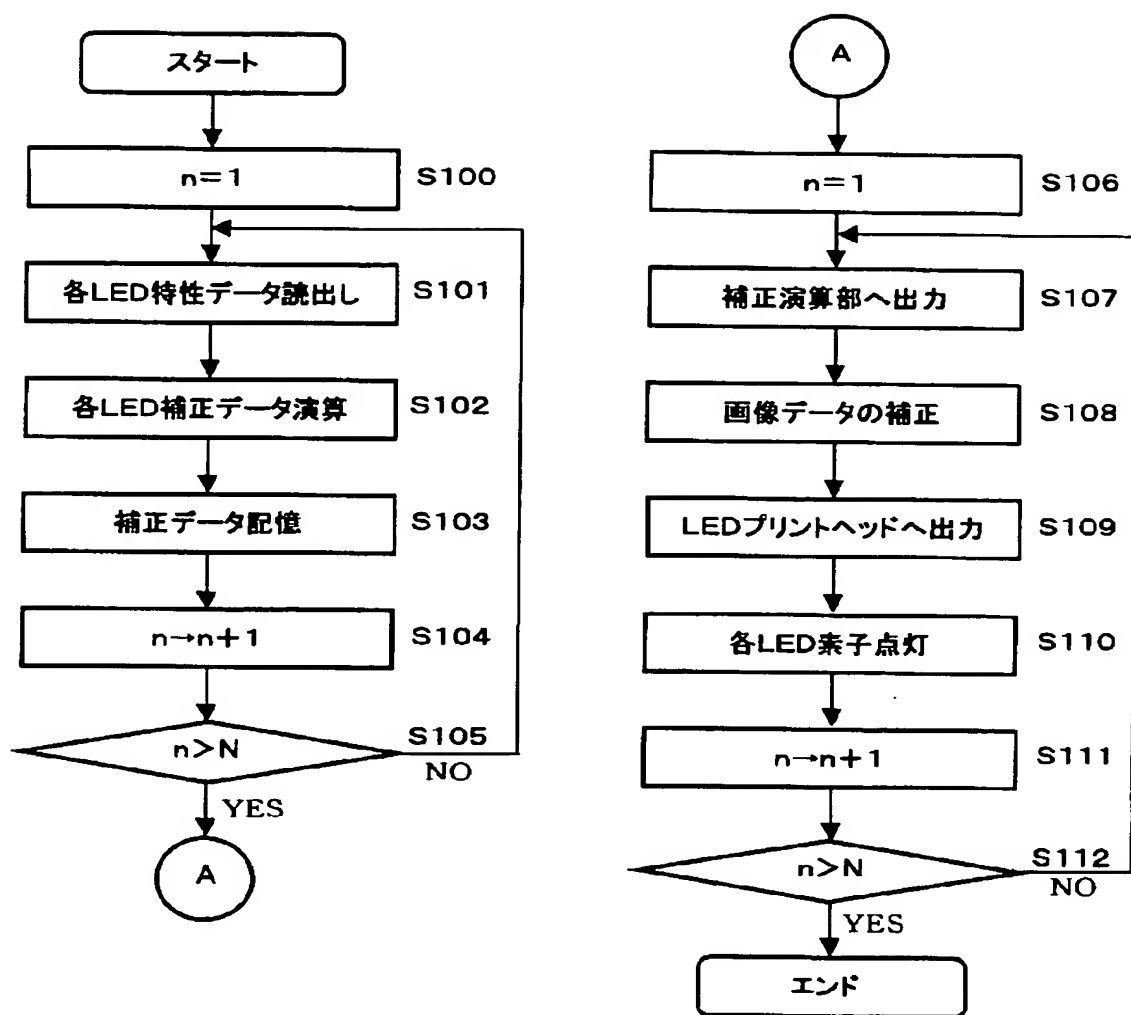 スタート
n=1 S100
各LED特性データ読出し S101
各LED補正データ演算 S102
補正データ記憶 S103
n→n+1 S104
n>N S105
NO
YES
A
A
n=1 S106
補正演算部へ出力 S107
画像データの補正 S108
LEDプリントヘッドへ出力 S109
各LED素子点灯 S110
n→n+1 S111
n>N S112
NO
YES
エンド